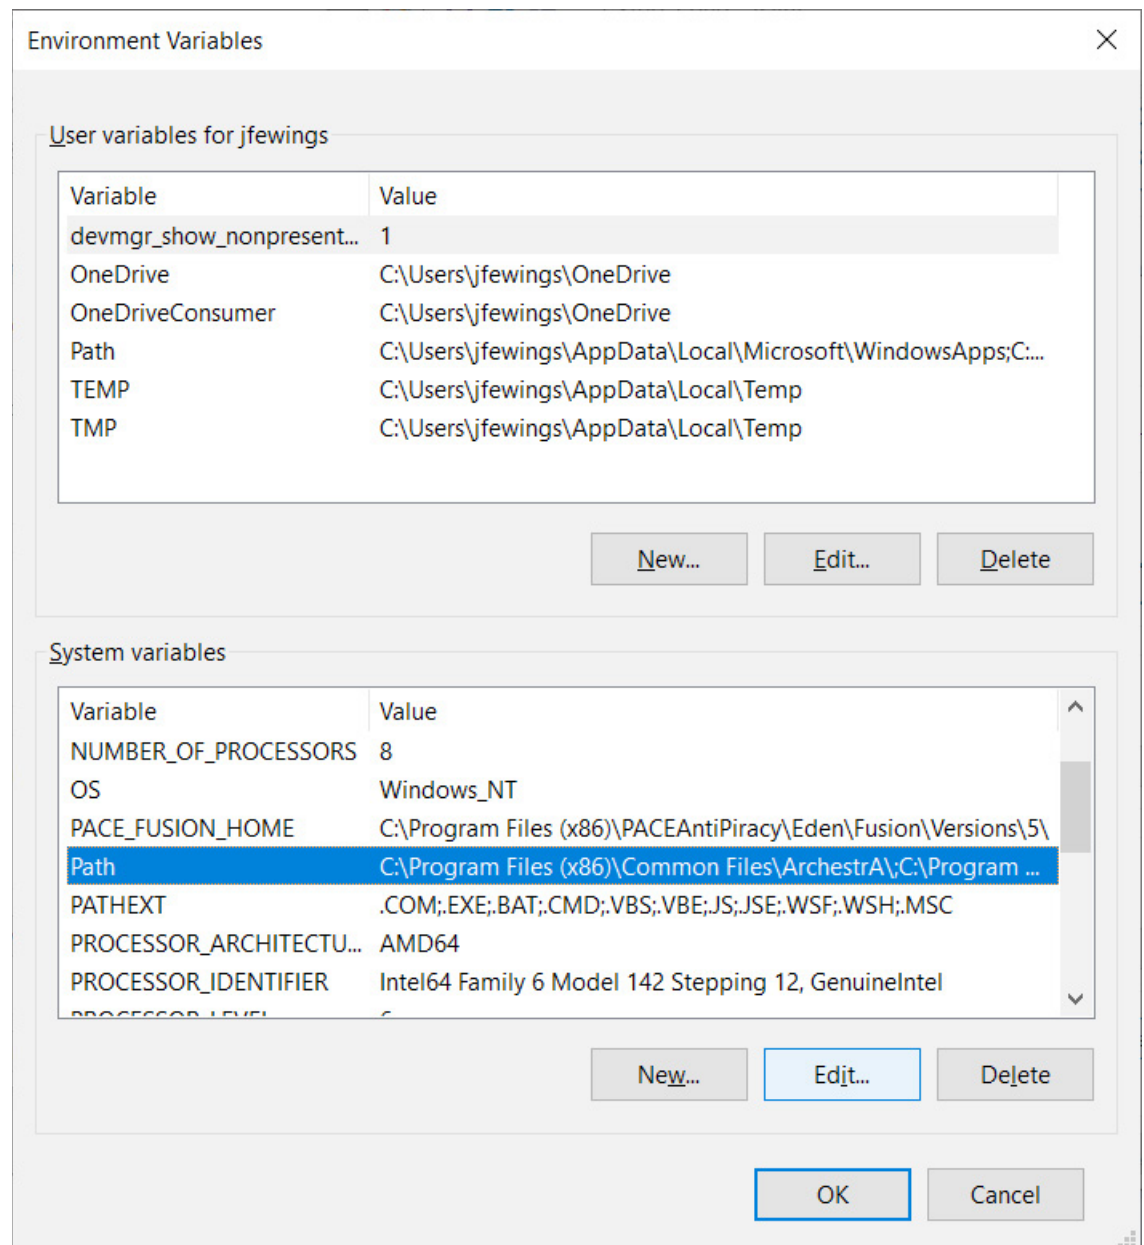 Environment Variables
User variables for jfewings
Variable Value
devmgr_show_nonpresent... 1
OneDrive C:\Users\jfewings\OneDrive
OneDriveConsumer C:\Users\jfewings\OneDrive
Path C:\Users\jfewings\AppData\Local\Microsoft\WindowsApps;C:...
TEMP C:\Users\jfewings\AppData\Local\Temp
TMP C:\Users\jfewings\AppData\Local\Temp
New... Edit... Delete
System variables
Variable Value
NUMBER_OF_PROCESSORS 8
OS Windows_NT
PACE_FUSION_HOME C:\Program Files (x86)\PACEAntiPiracy\Eden\Fusion\Versions\5\
Path C:\Program Files (x86)\Common Files\ArchestrA\;C:\Program ...
PATHEXT .COM;.EXE;.BAT;.CMD;.VBS;.VBE;.JS;.JSE;.WSF;.WSH;.MSC
PROCESSOR_ARCHITECTU... AMD64
PROCESSOR_IDENTIFIER Intel64 Family 6 Model 142 Stepping 12, GenuineIntel
PROCESSOR_LEVEL 6
New... Edit... Delete
OK Cancel